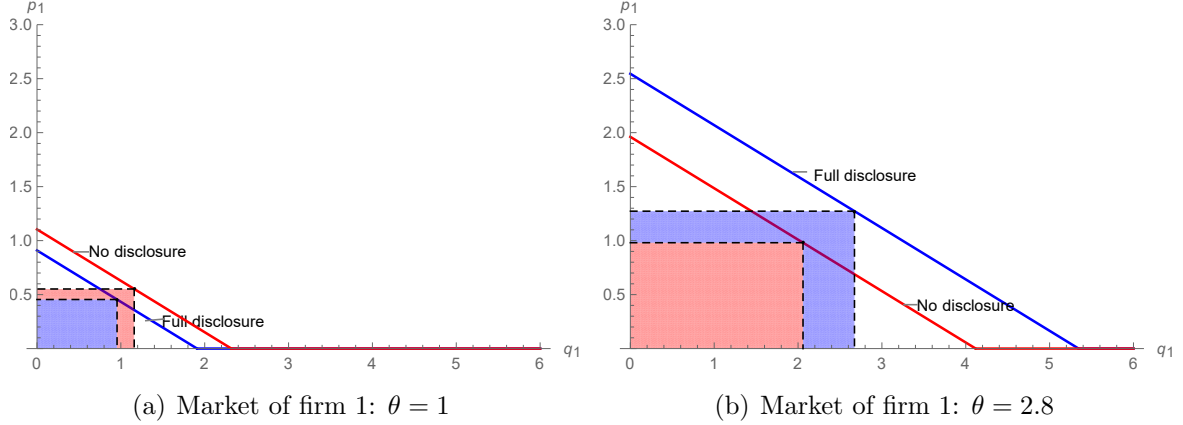 p1
3.0
2.5
2.0
1.5
1.0
0.5
No disclosure
Full disclosure
0 1 2 3 4 5 6
q1
(a) Market of firm 1: θ = 1
p1
3.0
2.5
2.0
1.5
1.0
0.5
Full disclosure
No disclosure
0 1 2 3 4 5 6
q1
(b) Market of firm 1: θ = 2.8